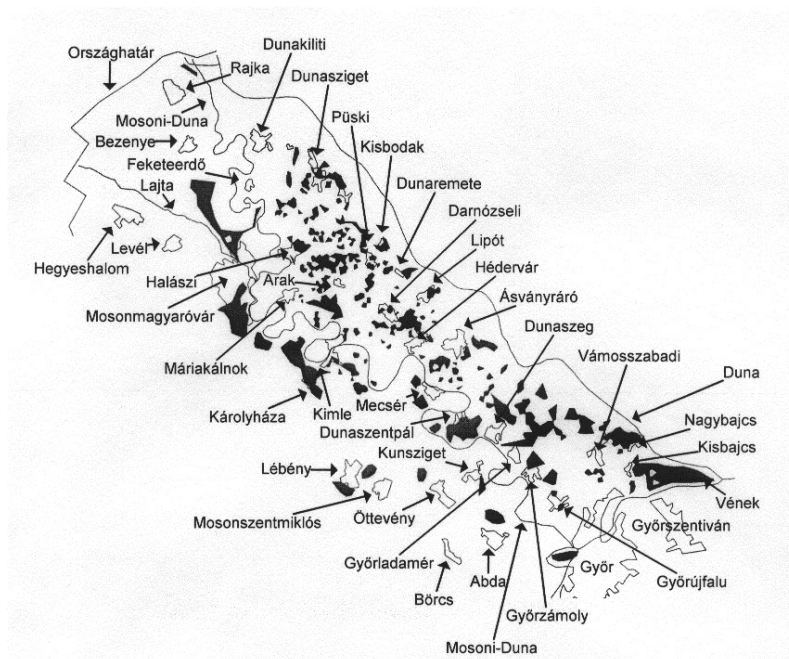 Dunakiliti
Országhatár
Rajka
Dunasziget
Mosoni-Duna
Püski
Bezenye
Kisbodak
Feketeerdő
Dunaremete
Lajta
Darnózseli
Levél
Lipót
Hegyeshalom
Halászi
Hédervár
Arak
Ásványráró
Mosonmagyaróvár
Dunaszeg
Vámosszabadi
Máriakálnok
Duna
Károlyháza
Kimle
Mecsér
Nagybajcs
Dunaszentpál
Kisbajcs
Kunsziget
Lébény
Vének
Mosonszentmiklós
Öttevény
Győrszentiván
Győrladamér
Győr
Abda
Győrújfalu
Börcs
Győrzámoly
Mosoni-Duna